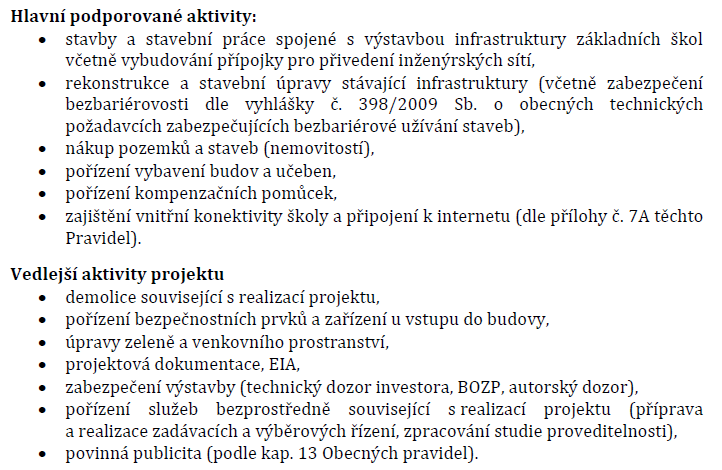 Hlavní podporované aktivity:
• stavby a stavební práce spojené s výstavbou infrastruktury základních škol
včetně vybudování přípojky pro přivedení inženýrských sítí,
• rekonstrukce a stavební úpravy stávající infrastruktury (včetně zabezpečení
bezbariérovosti dle vyhlášky č. 398/2009 Sb. o obecných technických
požadavcích zabezpečujících bezbariérové užívání staveb),
• nákup pozemků a staveb (nemovitostí),
• pořízení vybavení budov a učeben,
• pořízení kompenzačních pomůcek,
• zajištění vnitřní konektivity školy a připojení k internetu (dle přílohy č. 7A těchto
Pravidel).
Vedlejší aktivity projektu
• demolice související s realizací projektu,
• pořízení bezpečnostních prvků a zařízení u vstupu do budovy,
• úpravy zeleně a venkovního prostranství,
• projektová dokumentace, EIA,
• zabezpečení výstavby (technický dozor investora, BOZP, autorský dozor),
• pořízení služeb bezprostředně související s realizací projektu (příprava
a realizace zadávacích a výběrových řízení, zpracování studie proveditelnosti),
• povinná publicita (podle kap. 13 Obecných pravidel).